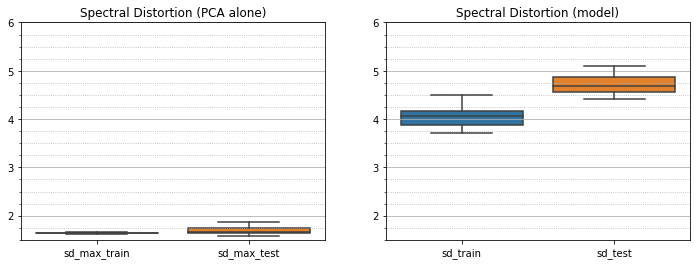 Spectral Distortion (PCA alone)
6
5
4
3
2
sd_max_train
sd_max_test
Spectral Distortion (model)
6
5
4
3
2
sd_train
sd_test